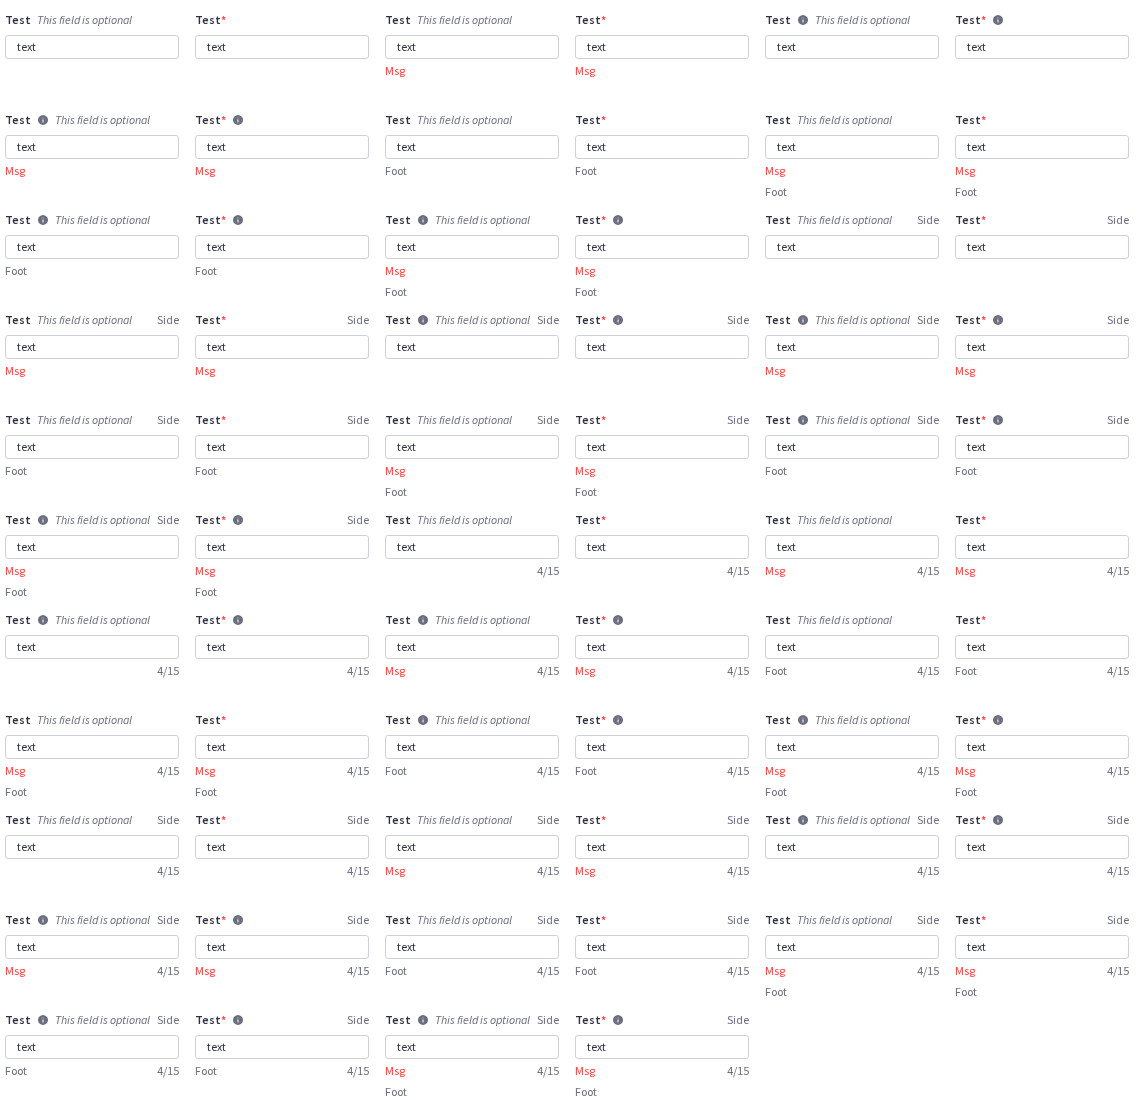 Test This field is optional Test* Test This field is optional Test* Test This field is optional Test*
text text text text text text
Msg Msg
Test This field is optional Test* Test This field is optional Test* Test This field is optional Test*
text text text text text text
Msg Msg Foot Foot Msg Msg
Foot Foot
Test This field is optional Test* Test This field is optional Test* Test This field is optional Side Test* Side
text text text text text text
Foot Foot Msg Msg
Foot Foot
Test This field is optional Side Test* Side Test This field is optional Side Test* Side Test This field is optional Side Test* Side
text text text text text text
Msg Msg Msg Msg
Test This field is optional Side Test* Side Test This field is optional Side Test* Side Test This field is optional Side Test* Side
text text text text text text
Foot Foot Msg Msg Foot Foot
Foot Foot
Test This field is optional Side Test* Side Test This field is optional Test* Test This field is optional Test*
text text text text text text
Msg Msg 4/15 4/15 Msg 4/15 Msg 4/15
Foot Foot
Test This field is optional Test* Test This field is optional Test* Test This field is optional Test*
text text text text text text
4/15 4/15 Msg 4/15 Msg 4/15 Foot 4/15 Foot 4/15
Test This field is optional Test* Test This field is optional Test* Test This field is optional Test*
text text text text text text
Msg 4/15 Msg 4/15 Foot 4/15 Foot 4/15 Msg 4/15 Msg 4/15
Foot Foot Foot Foot
Test This field is optional Side Test* Side Test This field is optional Side Test* Side Test This field is optional Side Test* Side
text text text text text text
4/15 4/15 Msg 4/15 Msg 4/15 4/15 4/15
Test This field is optional Side Test* Side Test This field is optional Side Test* Side Test This field is optional Side Test* Side
text text text text text text
Msg 4/15 Msg 4/15 Foot 4/15 Foot 4/15 Msg 4/15 Msg 4/15
Foot Foot
Test This field is optional Side Test* Side Test This field is optional Side Test* Side
text text text text
Foot 4/15 Foot 4/15 Msg 4/15 Msg 4/15
Foot Foot